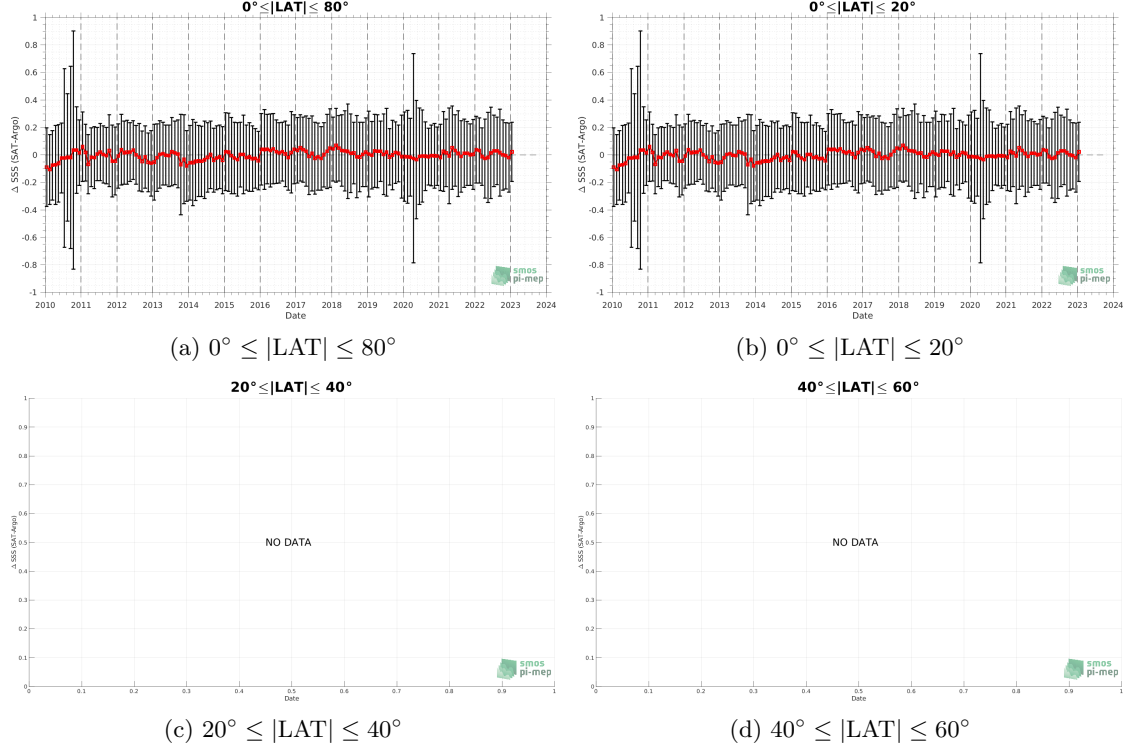 0°≤|LAT|≤ 80°
1
0.8
0.6
0.4
0.2
0
-0.2
-0.4
-0.6
-0.8
-1
Δ SSS (SAT-Argo)
2010 2011 2012 2013 2014 2015 2016 2017 2018 2019 2020 2021 2022 2023 2024
Date
smos
pi-mep
(a) 0° ≤ |LAT| ≤ 80°
0°≤|LAT|≤ 20°
1
0.8
0.6
0.4
0.2
0
-0.2
-0.4
-0.6
-0.8
-1
Δ SSS (SAT-Argo)
2010 2011 2012 2013 2014 2015 2016 2017 2018 2019 2020 2021 2022 2023 2024
Date
smos
pi-mep
(b) 0° ≤ |LAT| ≤ 20°
20°≤|LAT|≤ 40°
1
0.9
0.8
0.7
0.6
0.5
0.4
0.3
0.2
0.1
0
Δ SSS (SAT-Argo)
NO DATA
0 0.1 0.2 0.3 0.4 0.5 0.6 0.7 0.8 0.9 1
Date
smos
pi-mep
(c) 20° ≤ |LAT| ≤ 40°
40°≤|LAT|≤ 60°
1
0.9
0.8
0.7
0.6
0.5
0.4
0.3
0.2
0.1
0
Δ SSS (SAT-Argo)
NO DATA
0 0.1 0.2 0.3 0.4 0.5 0.6 0.7 0.8 0.9 1
Date
smos
pi-mep
(d) 40° ≤ |LAT| ≤ 60°